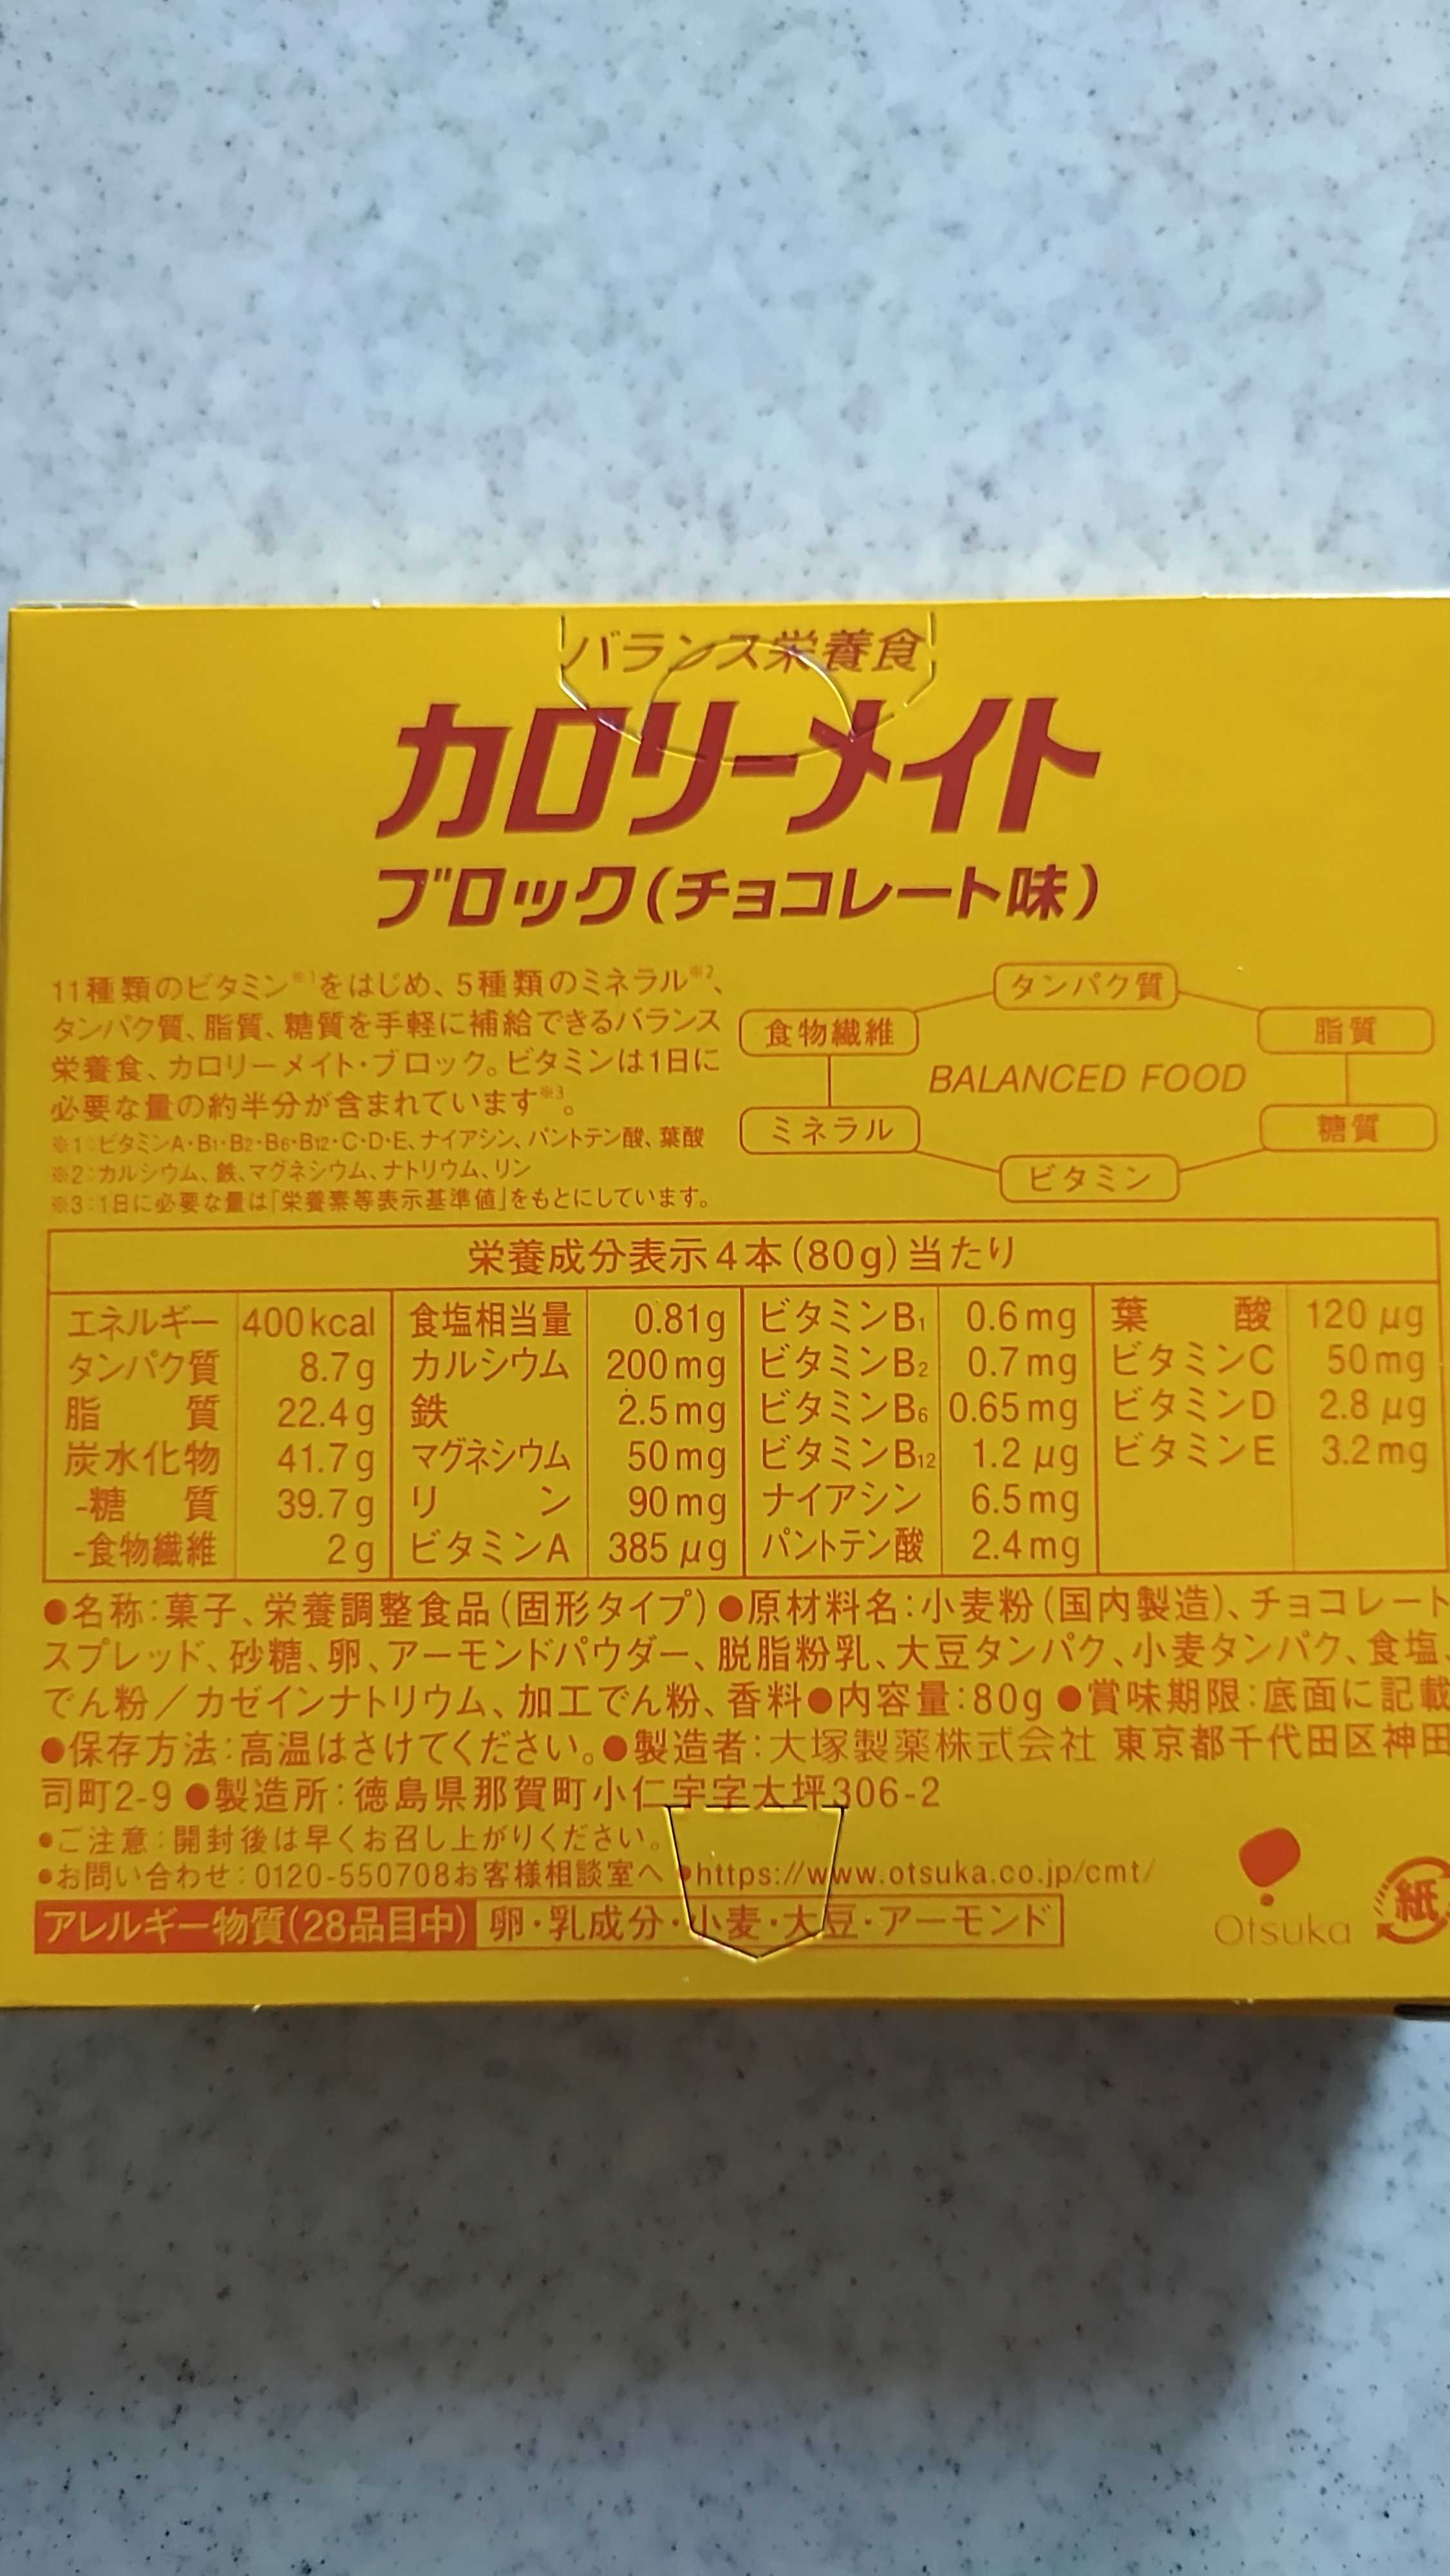 バランス栄養食
カロリーメイト
ブロック(チョコレート味)
11種類のビタミン※1をはじめ、5種類のミネラル※2、
タンパク質、脂質、糖質を手軽に補給できるバランス
栄養食、カロリーメイト・ブロック。ビタミンは1日に
必要な量の約半分が含まれています※3。
※1:ビタミンA・B1・B2・B6・B12・C・D・E、ナイアシン、パントテン酸、葉酸
※2:カルシウム、鉄、マグネシウム、ナトリウム、リン
※3:1日に必要な量は「栄養素等表示基準値」をもとにしています。
タンパク質
食物繊維 脂質
BALANCED FOOD
ミネラル 糖質
ビタミン
栄養成分表示4本(80g)当たり
エネルギー 400kcal 食塩相当量 0.81g ビタミンB1 0.6mg 葉酸 120μg
タンパク質 8.7g カルシウム 200mg ビタミンB2 0.7mg ビタミンC 50mg
脂質 22.4g 鉄 2.5mg ビタミンB6 0.65mg ビタミンD 2.8μg
炭水化物 41.7g マグネシウム 50mg ビタミンB12 1.2μg ビタミンE 3.2mg
-糖質 39.7g リン 90mg ナイアシン 6.5mg
-食物繊維 2g ビタミンA 385μg パントテン酸 2.4mg
●名称:菓子、栄養調整食品(固形タイプ)●原材料名:小麦粉(国内製造)、チョコレート
スプレッド、砂糖、卵、アーモンドパウダー、脱脂粉乳、大豆タンパク、小麦タンパク、食塩、
でん粉/カゼインナトリウム、加工でん粉、香料●内容量:80g●賞味期限:底面に記載
●保存方法:高温はさけてください。●製造者:大塚製薬株式会社 東京都千代田区神田
司町2-9●製造所:徳島県那賀町小仁宇字大坪306-2
●ご注意:開封後は早くお召し上がりください。
●お問い合わせ:0120-550708お客様相談室へ●https://www.otsuka.co.jp/cmt/
アレルギー物質(28品目中) 卵・乳成分・小麦・大豆・アーモンド
Otsuka
紙